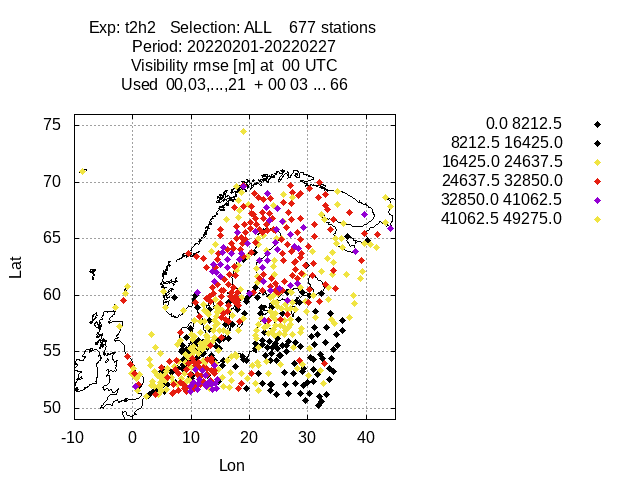 Exp: t2h2   Selection: ALL    677 stations
Period: 20220201-20220227
Visibility rmse [m] at  00 UTC
Used  00,03,...,21  + 00 03 ... 66
0.0 8212.5
8212.5 16425.0
16425.0 24637.5
24637.5 32850.0
32850.0 41062.5
41062.5 49275.0
75
70
65
60
55
50
Lat
-10 0 10 20 30 40
Lon